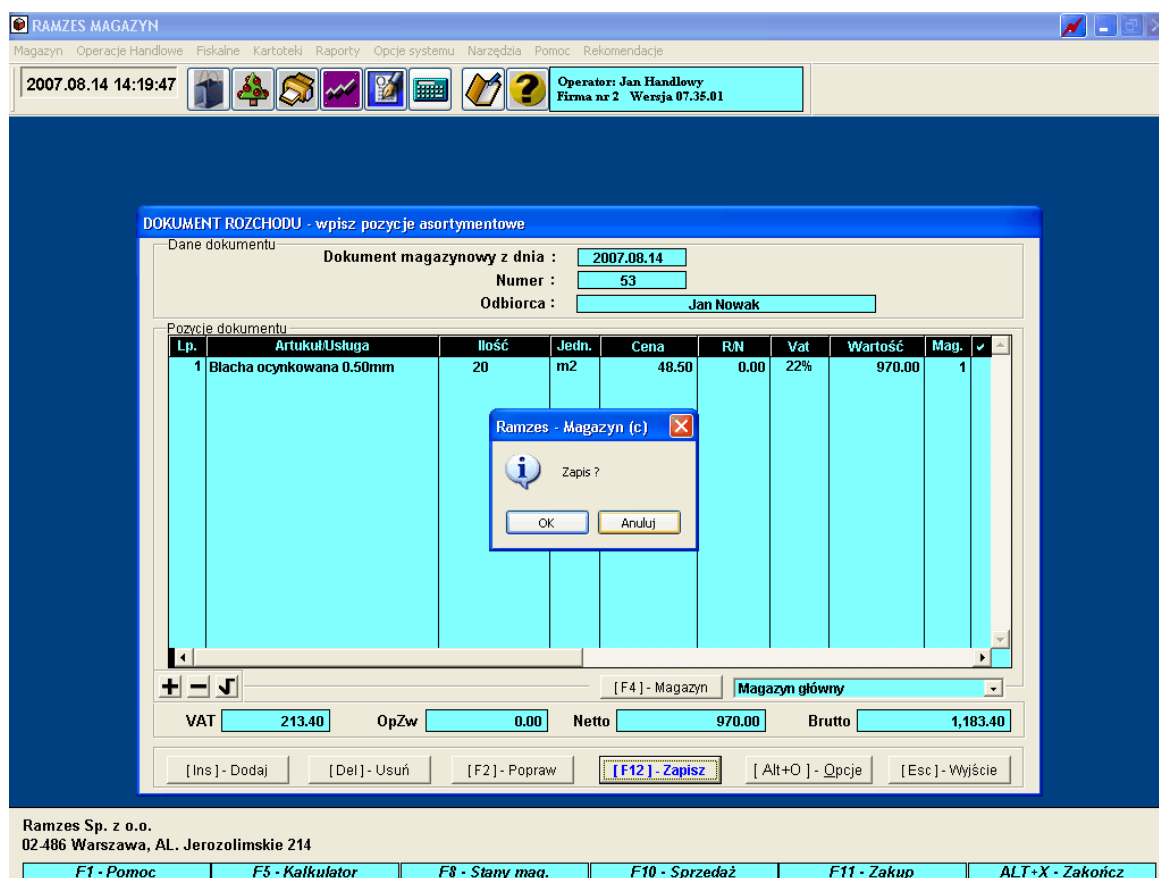 RAMZES MAGAZYN
Magazyn Operacje Handlowe Fiskalne Kartoteki Raporty Opcje systemu Narzędzia Pomoc Rekomendacje
2007.08.14 14:19:47
Operator: Jan Handlowy
Firma nr 2 Wersja 07.35.01
DOKUMENT ROZCHODU - wpisz pozycje asortymentowe
Dane dokumentu
Dokument magazynowy z dnia : 2007.08.14
Numer : 53
Odbiorca : Jan Nowak
Pozycje dokumentu
Lp. Artukuł/Usługa Ilość Jedn. Cena R/N Vat Wartość Mag.
1 Blacha ocynkowana 0.50mm 20 m2 48.50 0.00 22% 970.00 1
Ramzes - Magazyn (c)
Zapis ?
OK Anuluj
[ F4 ] - Magazyn Magazyn główny
VAT 213.40 OpZw 0.00 Netto 970.00 Brutto 1,183.40
[ Ins ] - Dodaj [ Del ] - Usuń [ F2 ] - Popraw [ F12 ] - Zapisz [ Alt+O ] - Opcje [ Esc ] - Wyjście
Ramzes Sp. z o.o.
02-486 Warszawa, AL. Jerozolimskie 214
F1 - Pomoc F5 - Kalkulator F8 - Stany mag. F10 - Sprzedaż F11 - Zakup ALT+X - Zakończ